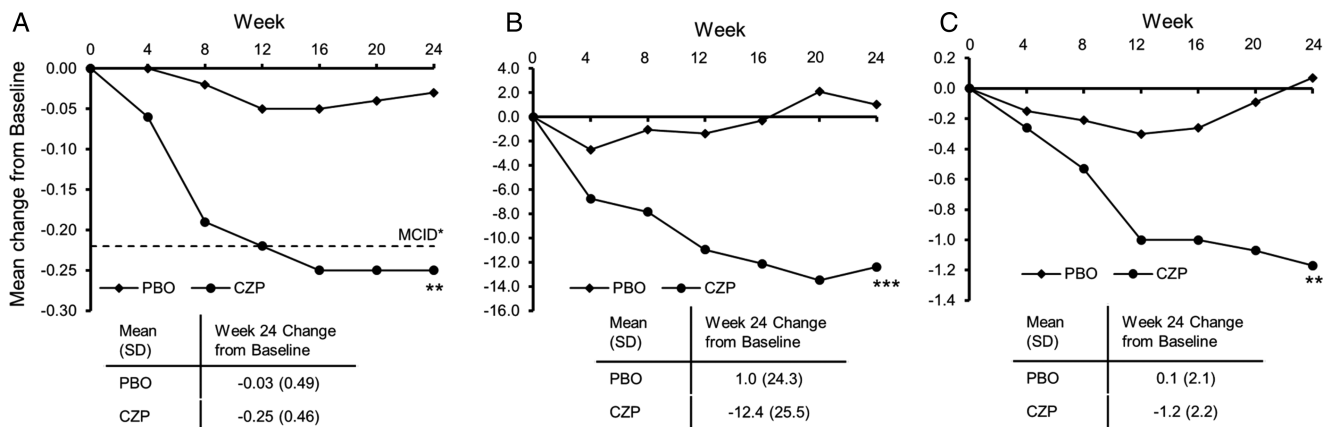 A
Week
0 4 8 12 16 20 24
Mean change from Baseline
0.00
-0.05
-0.10
-0.15
-0.20
-0.25
-0.30
MCID*
PBO CZP
**
Mean (SD) Week 24 Change from Baseline
PBO -0.03 (0.49)
CZP -0.25 (0.46)
B
Week
0 4 8 12 16 20 24
4.0
2.0
0.0
-2.0
-4.0
-6.0
-8.0
-10.0
-12.0
-14.0
-16.0
PBO CZP
***
Mean (SD) Week 24 Change from Baseline
PBO 1.0 (24.3)
CZP -12.4 (25.5)
C
Week
0 4 8 12 16 20 24
0.2
0.0
-0.2
-0.4
-0.6
-0.8
-1.0
-1.2
-1.4
PBO CZP
**
Mean (SD) Week 24 Change from Baseline
PBO 0.1 (2.1)
CZP -1.2 (2.2)